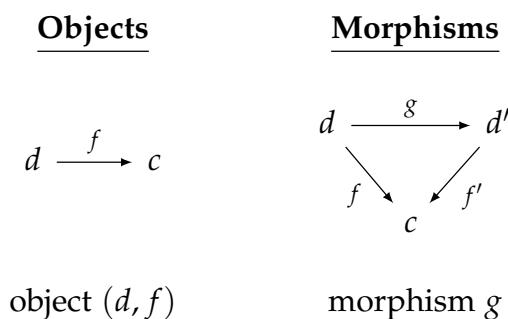 Objects
Morphisms
f
d
c
g
d
d′
f
f′
c
object (d, f)
morphism g